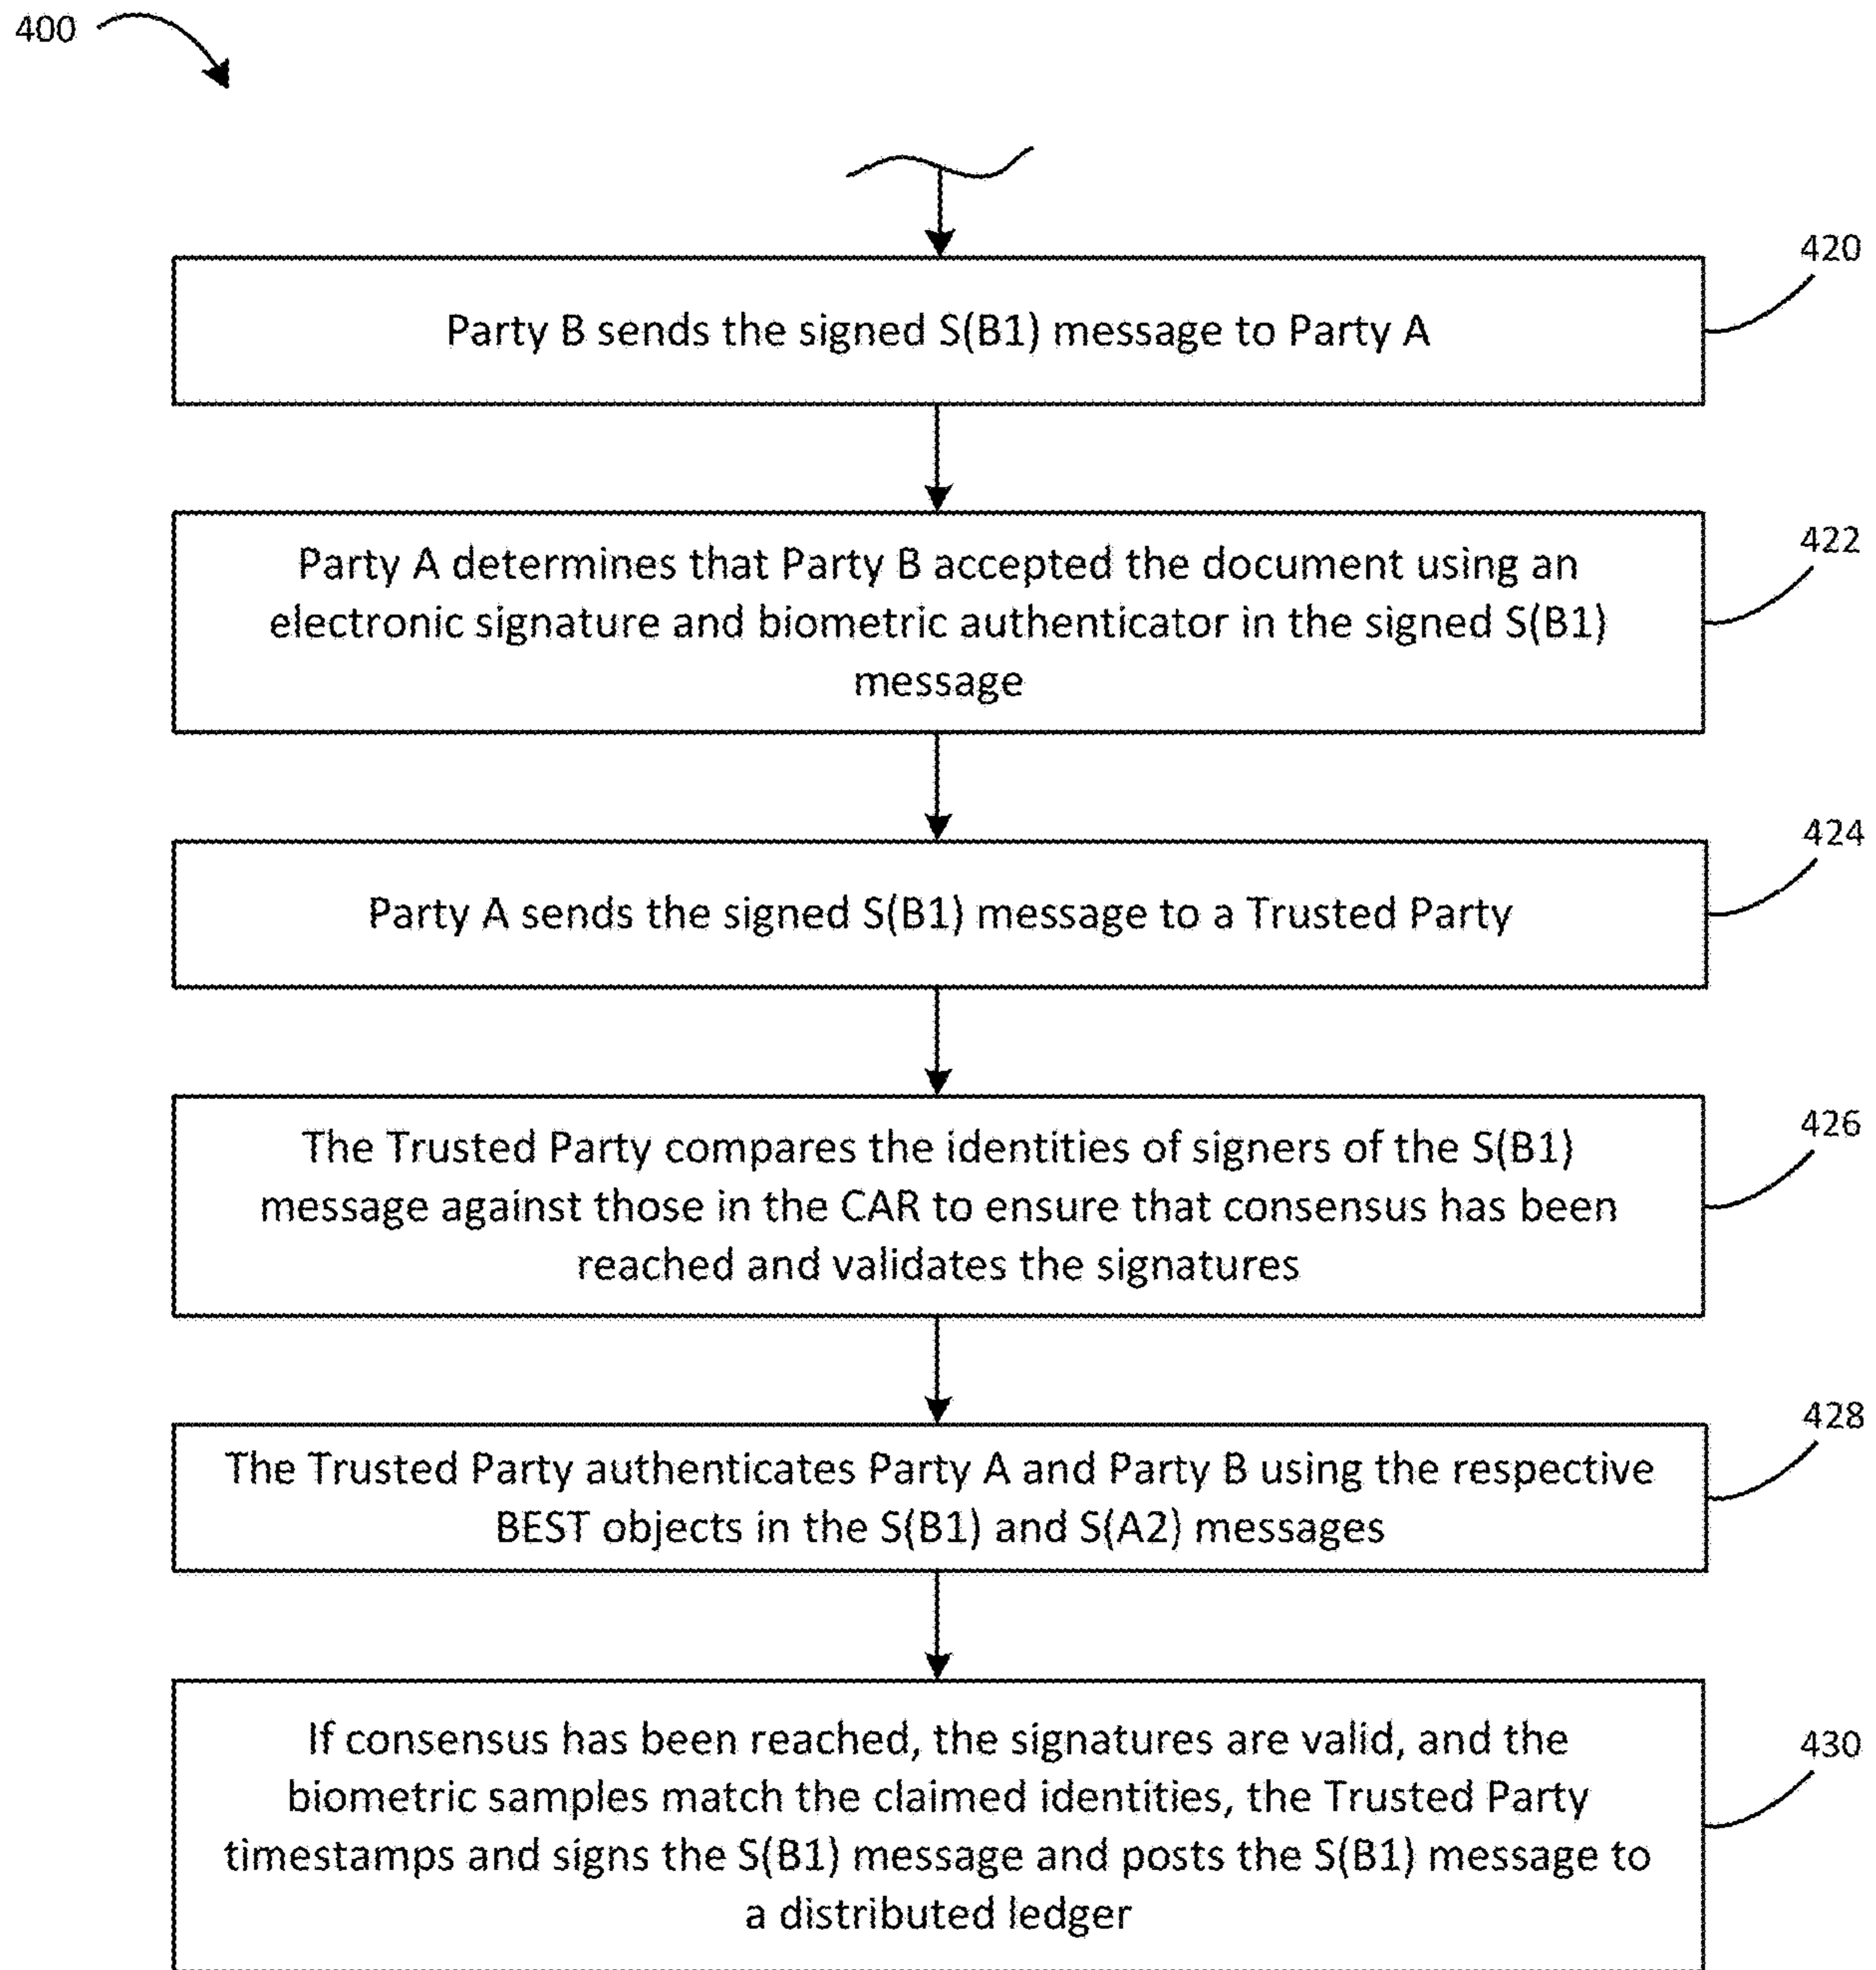 400
420
Party B sends the signed S(B1) message to Party A
422
Party A determines that Party B accepted the document using an
electronic signature and biometric authenticator in the signed S(B1)
message
424
Party A sends the signed S(B1) message to a Trusted Party
426
The Trusted Party compares the identities of signers of the S(B1)
message against those in the CAR to ensure that consensus has been
reached and validates the signatures
428
The Trusted Party authenticates Party A and Party B using the respective
BEST objects in the S(B1) and S(A2) messages
430
If consensus has been reached, the signatures are valid, and the
biometric samples match the claimed identities, the Trusted Party
timestamps and signs the S(B1) message and posts the S(B1) message to
a distributed ledger